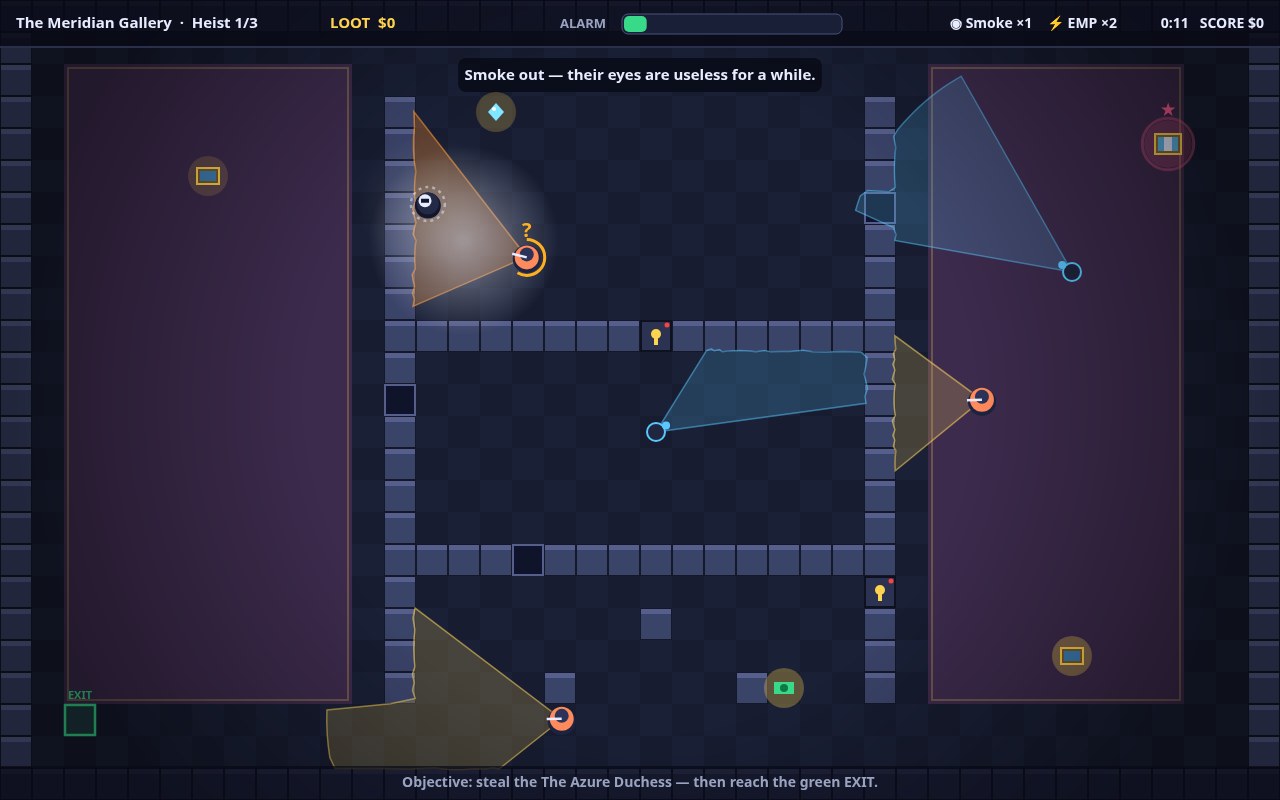 The Meridian Gallery · Heist 1/3
LOOT $0
ALARM
Smoke ×1
EMP ×2
0:11
SCORE $0
Smoke out — their eyes are useless for a while.
?
EXIT
Objective: steal the The Azure Duchess — then reach the green EXIT.